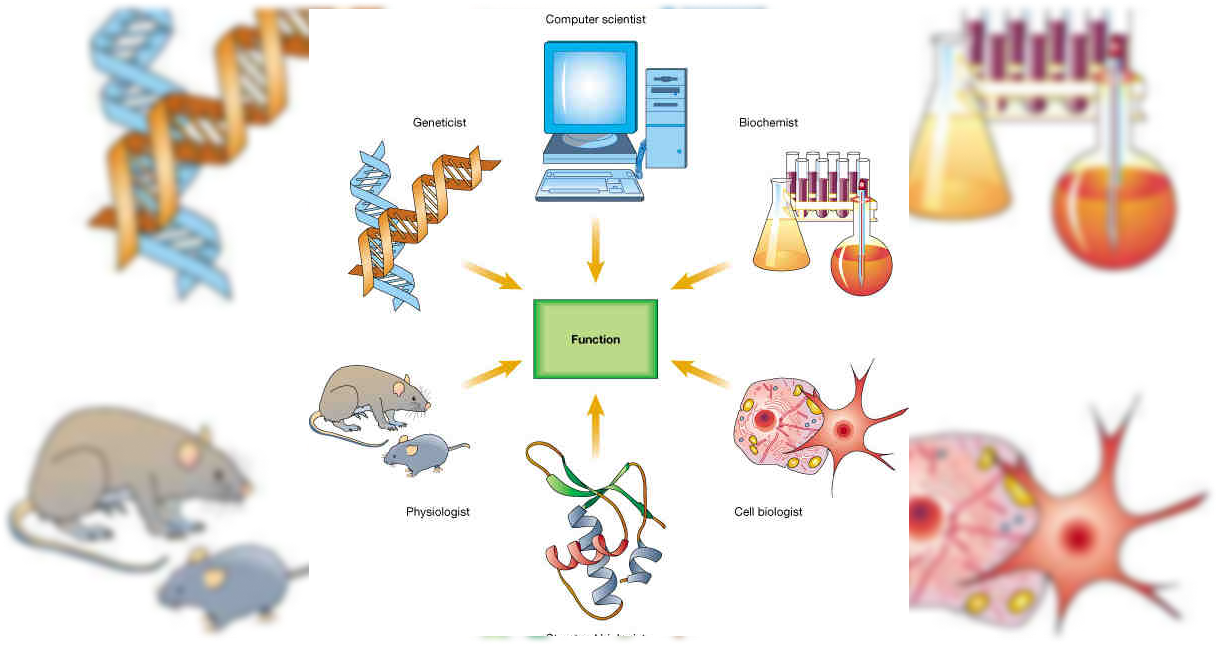 Computer scientist
Geneticist
Biochemist
Function
Physiologist
Cell biologist